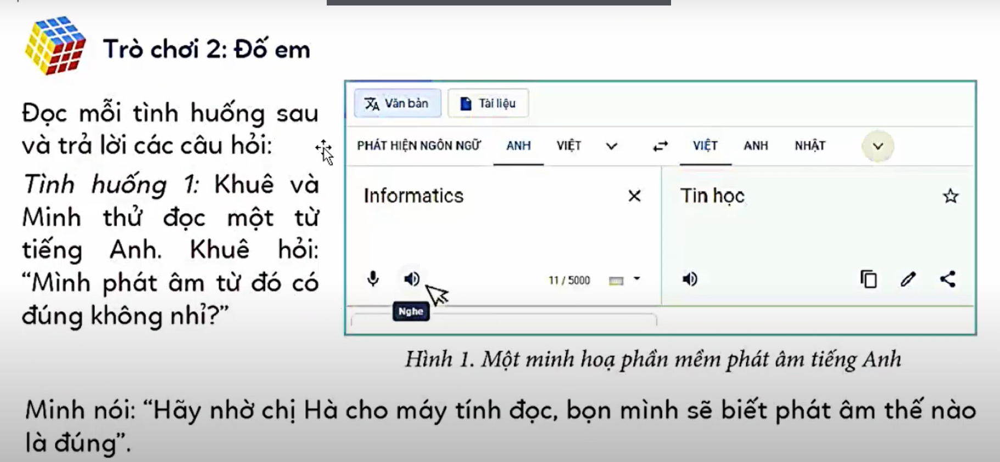 Trò chơi 2: Đố em
Đọc mỗi tình huống sau
và trả lời các câu hỏi:
Tình huống 1: Khuê và
Minh thử đọc một từ
tiếng Anh. Khuê hỏi:
“Mình phát âm từ đó có
đúng không nhỉ?”
Văn bản Tài liệu
PHÁT HIỆN NGÔN NGỮ ANH VIỆT VIỆT ANH NHẬT
Informatics Tin học
11 / 5000
Nghe
Hình 1. Một minh hoạ phần mềm phát âm tiếng Anh
Minh nói: “Hãy nhờ chị Hà cho máy tính đọc, bọn mình sẽ biết phát âm thế nào
là đúng”.